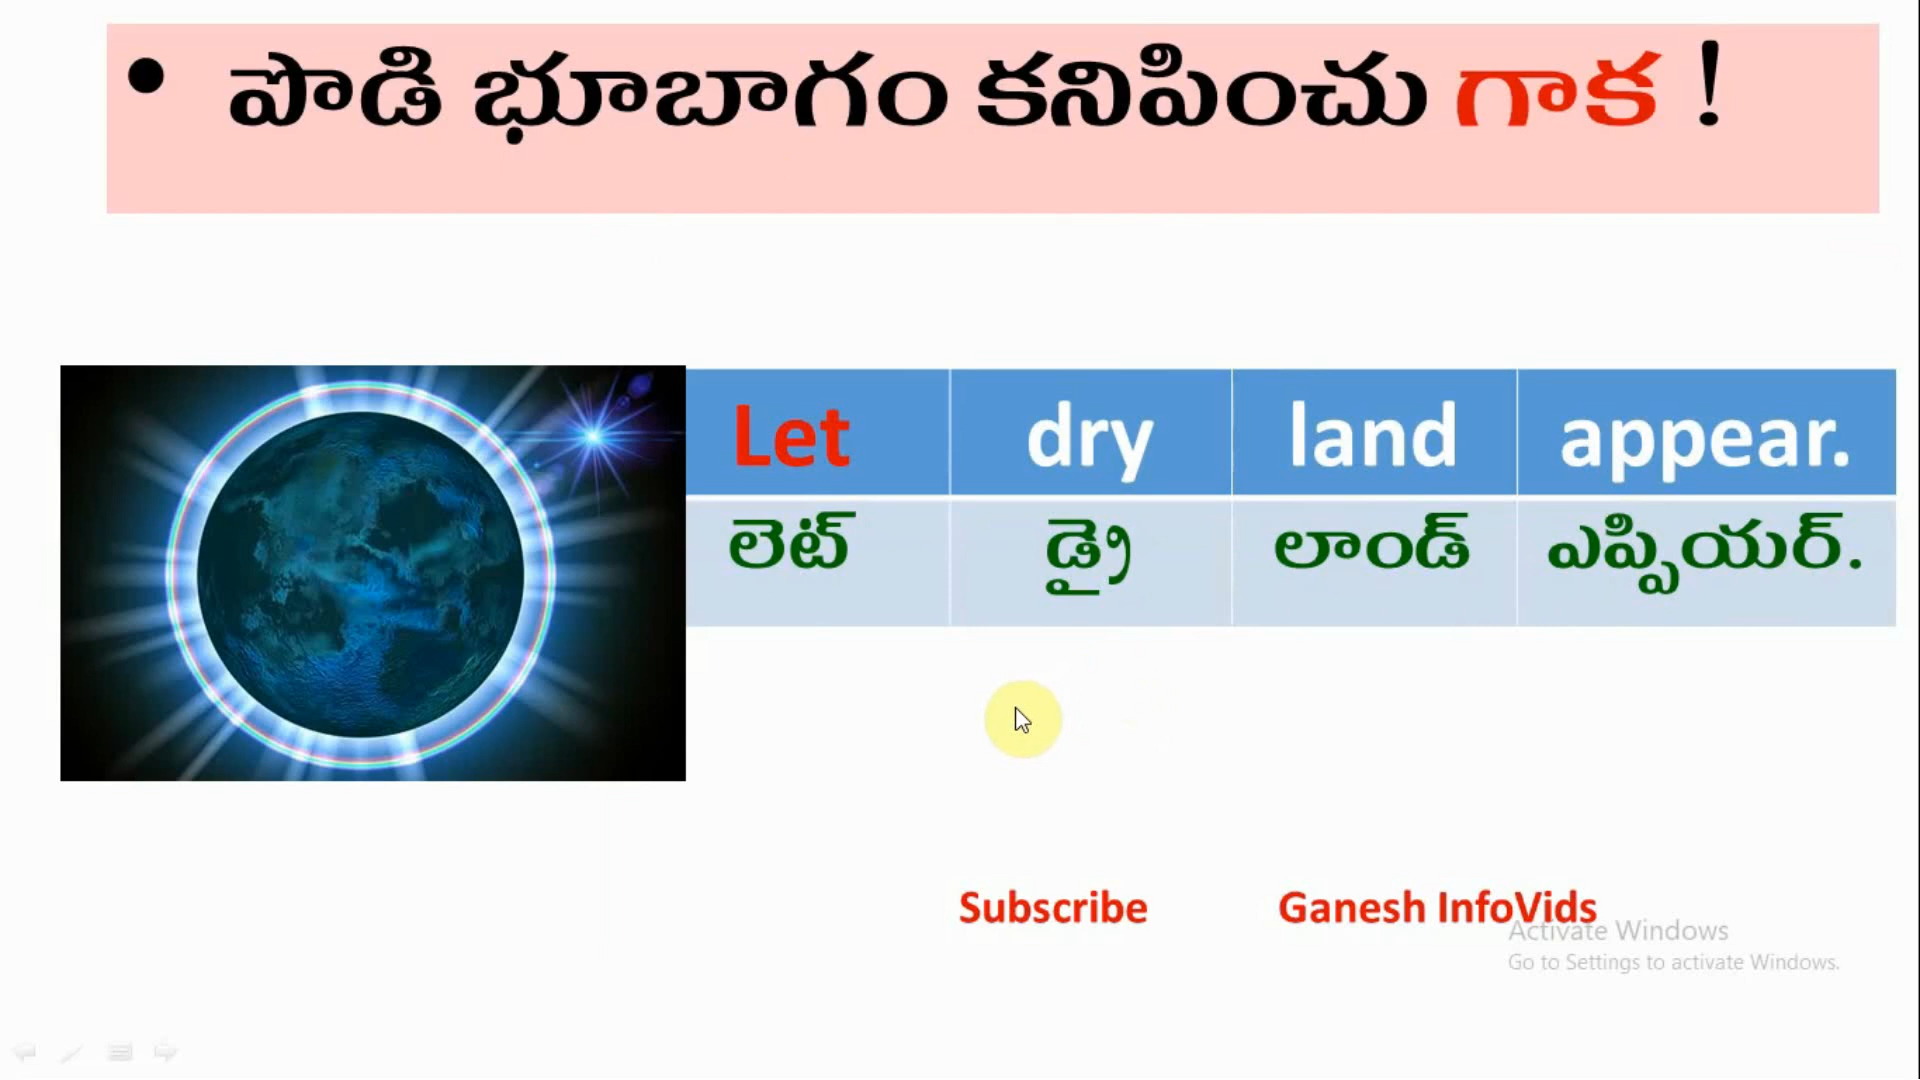 • పొడి భూబాగం కనిపించు గాక !
Let dry land appear.
లెట్ డ్రై లాండ్ ఎప్పియర్.
Subscribe Ganesh InfoVids
Activate Windows
Go to Settings to activate Windows.